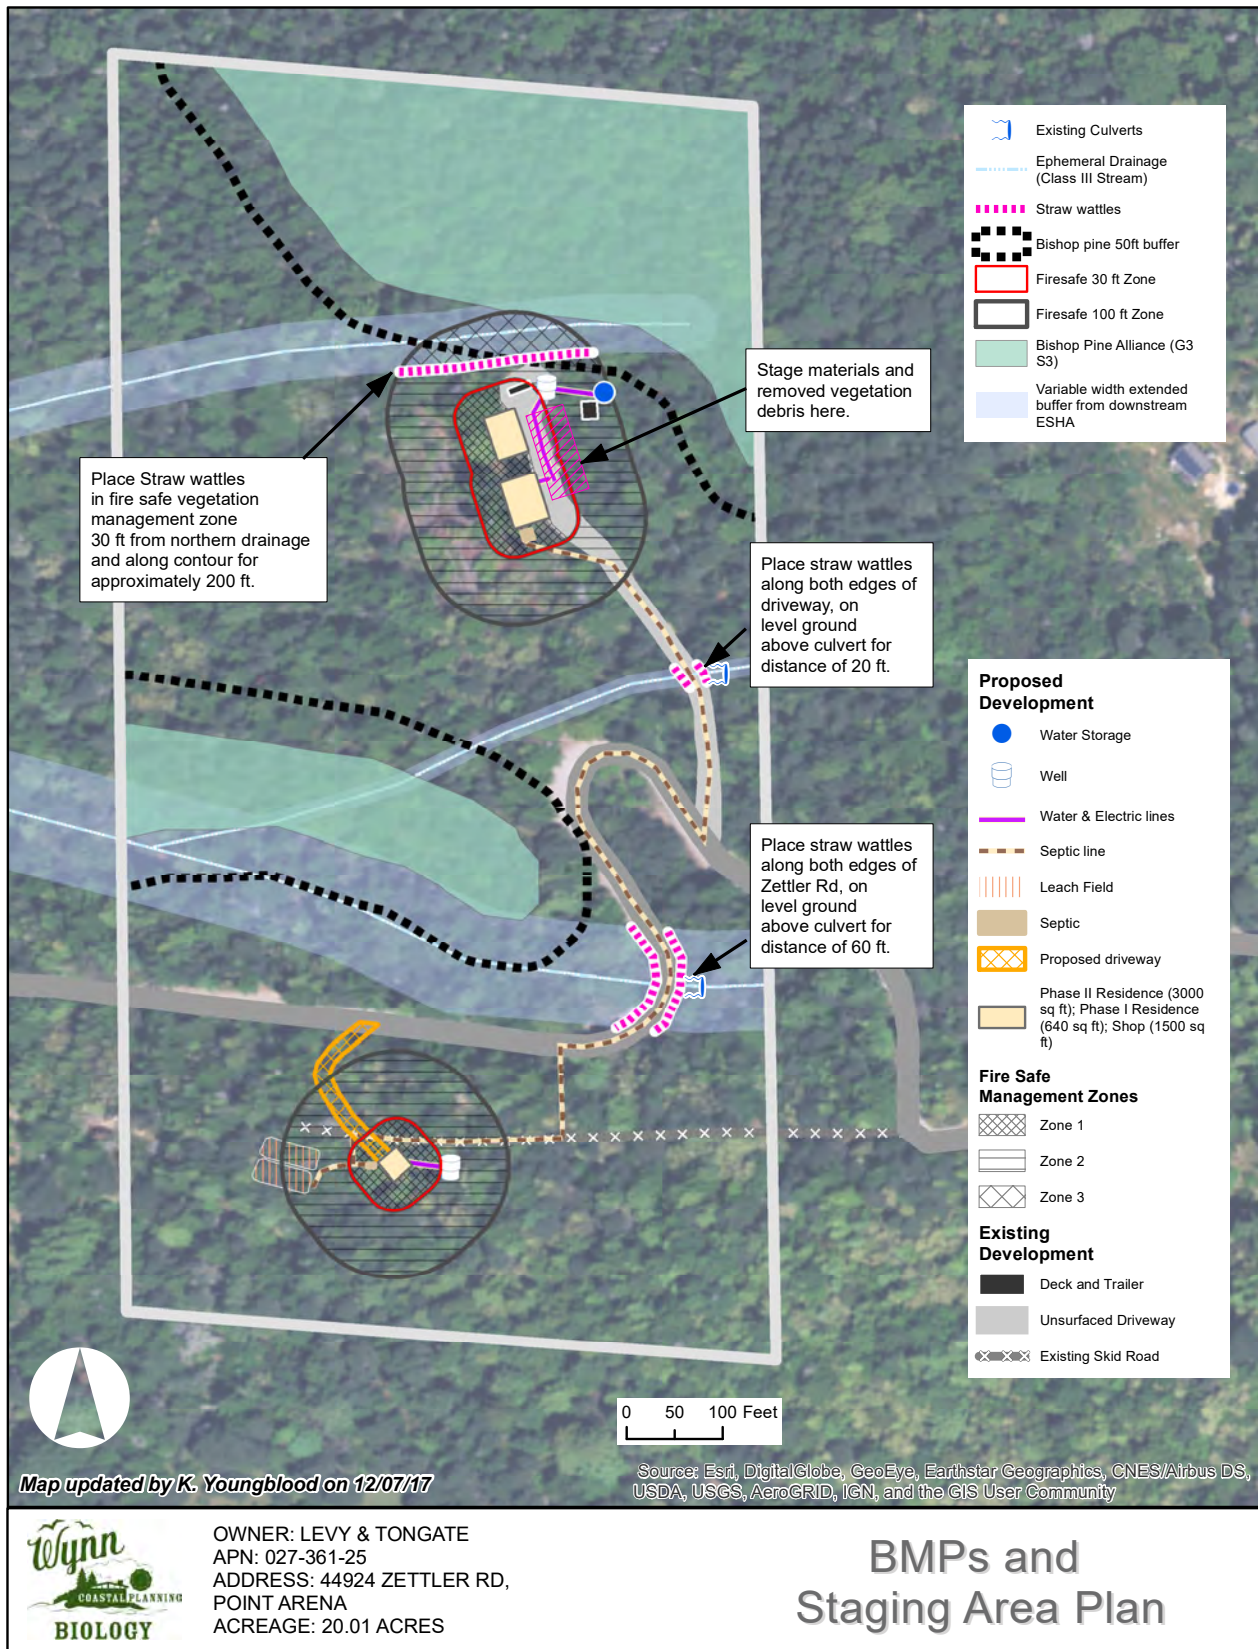 Existing Culverts
Ephemeral Drainage
(Class III Stream)
Straw wattles
Bishop pine 50ft buffer
Firesafe 30 ft Zone
Firesafe 100 ft Zone
Bishop Pine Alliance (G3
S3)
Variable width extended
buffer from downstream
ESHA
Stage materials and
removed vegetation
debris here.
Place Straw wattles
in fire safe vegetation
management zone
30 ft from northern drainage
and along contour for
approximately 200 ft.
Place straw wattles
along both edges of
driveway, on
level ground
above culvert for
distance of 20 ft.
Place straw wattles
along both edges of
Zettler Rd, on
level ground
above culvert for
distance of 60 ft.
Proposed
Development
Water Storage
Well
Water & Electric lines
Septic line
Leach Field
Septic
Proposed driveway
Phase II Residence (3000
sq ft); Phase I Residence
(640 sq ft); Shop (1500 sq
ft)
Fire Safe
Management Zones
Zone 1
Zone 2
Zone 3
Existing
Development
Deck and Trailer
Unsurfaced Driveway
Existing Skid Road
0 50 100 Feet
Map updated by K. Youngblood on 12/07/17
Source: Esri, DigitalGlobe, GeoEye, Earthstar Geographics, CNES/Airbus DS,
USDA, USGS, AeroGRID, IGN, and the GIS User Community
Wynn
COASTAL PLANNING
BIOLOGY
OWNER: LEVY & TONGATE
APN: 027-361-25
ADDRESS: 44924 ZETTLER RD,
POINT ARENA
ACREAGE: 20.01 ACRES
BMPs and
Staging Area Plan